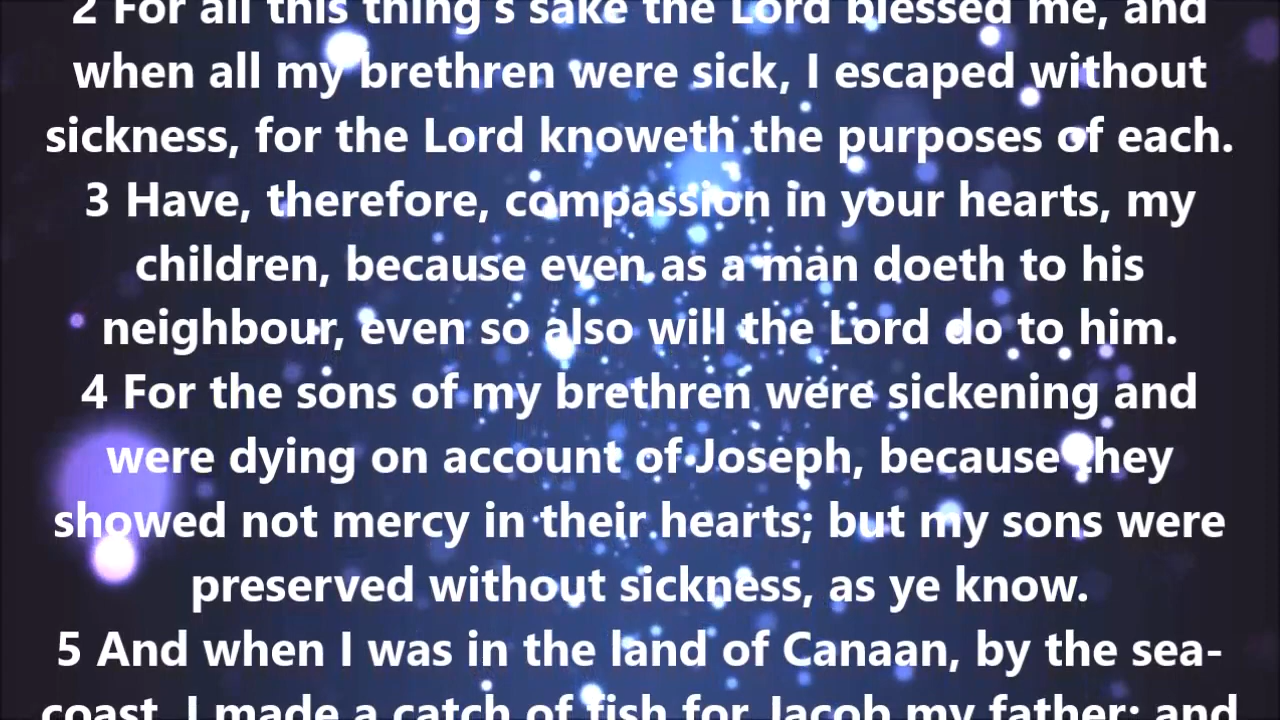 2 For all this thing's sake the Lord blessed me, and
when all my brethren were sick, I escaped without
sickness, for the Lord knoweth the purposes of each.
3 Have, therefore, compassion in your hearts, my
children, because even as a man doeth to his
neighbour, even so also will the Lord do to him.
4 For the sons of my brethren were sickening and
were dying on account of Joseph, because they
showed not mercy in their hearts; but my sons were
preserved without sickness, as ye know.
5 And when I was in the land of Canaan, by the sea-
coast, I made a catch of fish for Jacob my father; and